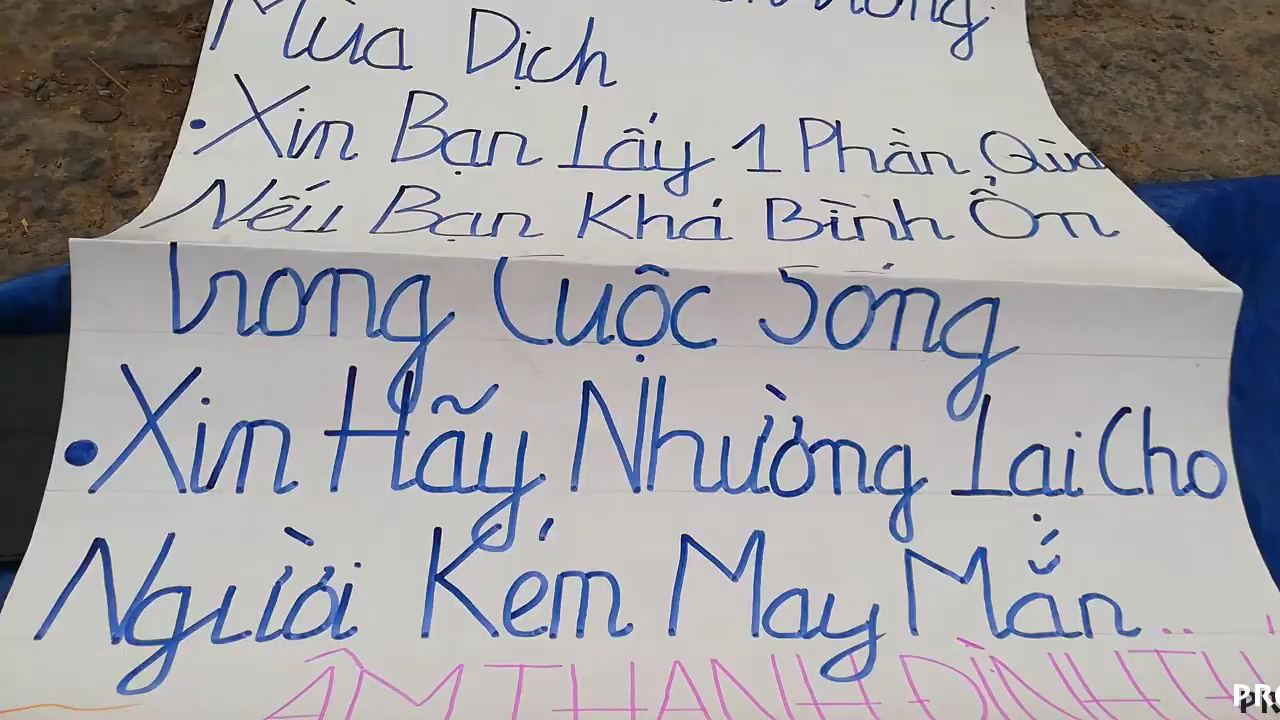 Mùa Dịch
• Xin Bạn Lấy 1 Phần Qùa
Nếu Bạn Khá Bình Ổn
trong Cuộc Sống
• Xin Hãy Nhường Lại Cho
Người Kém May Mắn...
ÂM THANH ĐÌNH